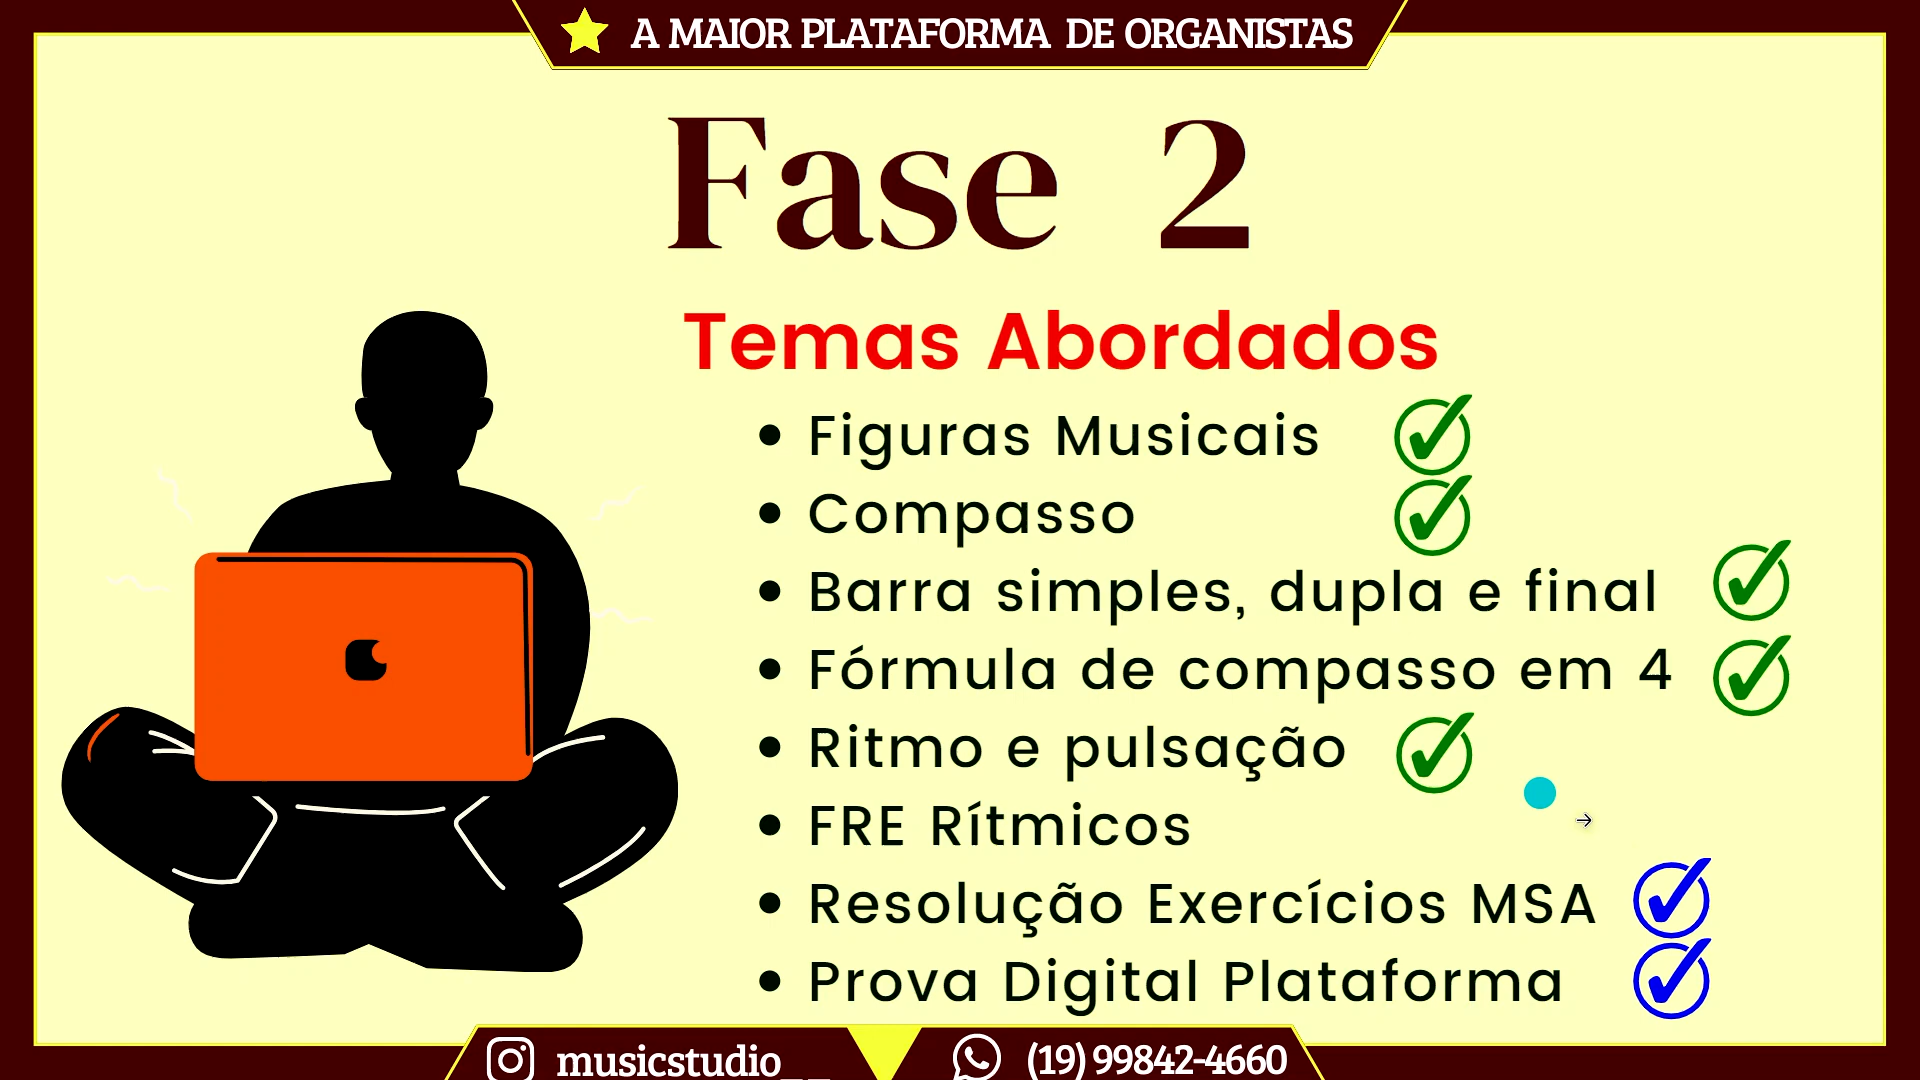 A MAIOR PLATAFORMA DE ORGANISTAS
Fase 2
Temas Abordados
• Figuras Musicais
• Compasso
• Barra simples, dupla e final
• Fórmula de compasso em 4
• Ritmo e pulsação
• FRE Rítmicos
• Resolução Exercícios MSA
• Prova Digital Plataforma
musicstudio__ (19) 99842-4660